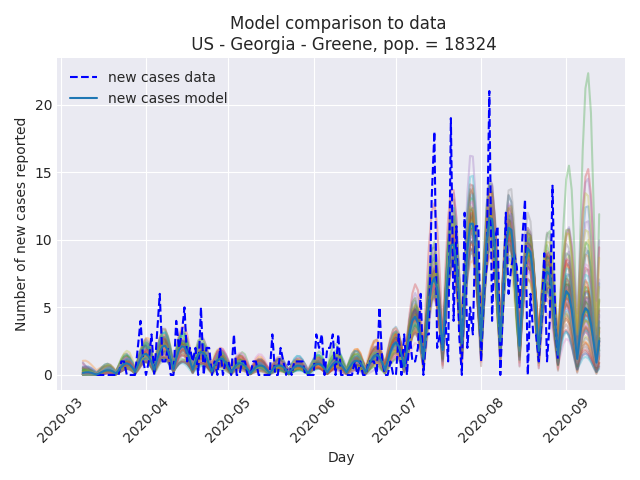 Model comparison to data
US - Georgia - Greene, pop. = 18324
new cases data
new cases model
Number of new cases reported
20
15
10
5
0
2020-03
2020-04
2020-05
2020-06
2020-07
2020-08
2020-09
Day